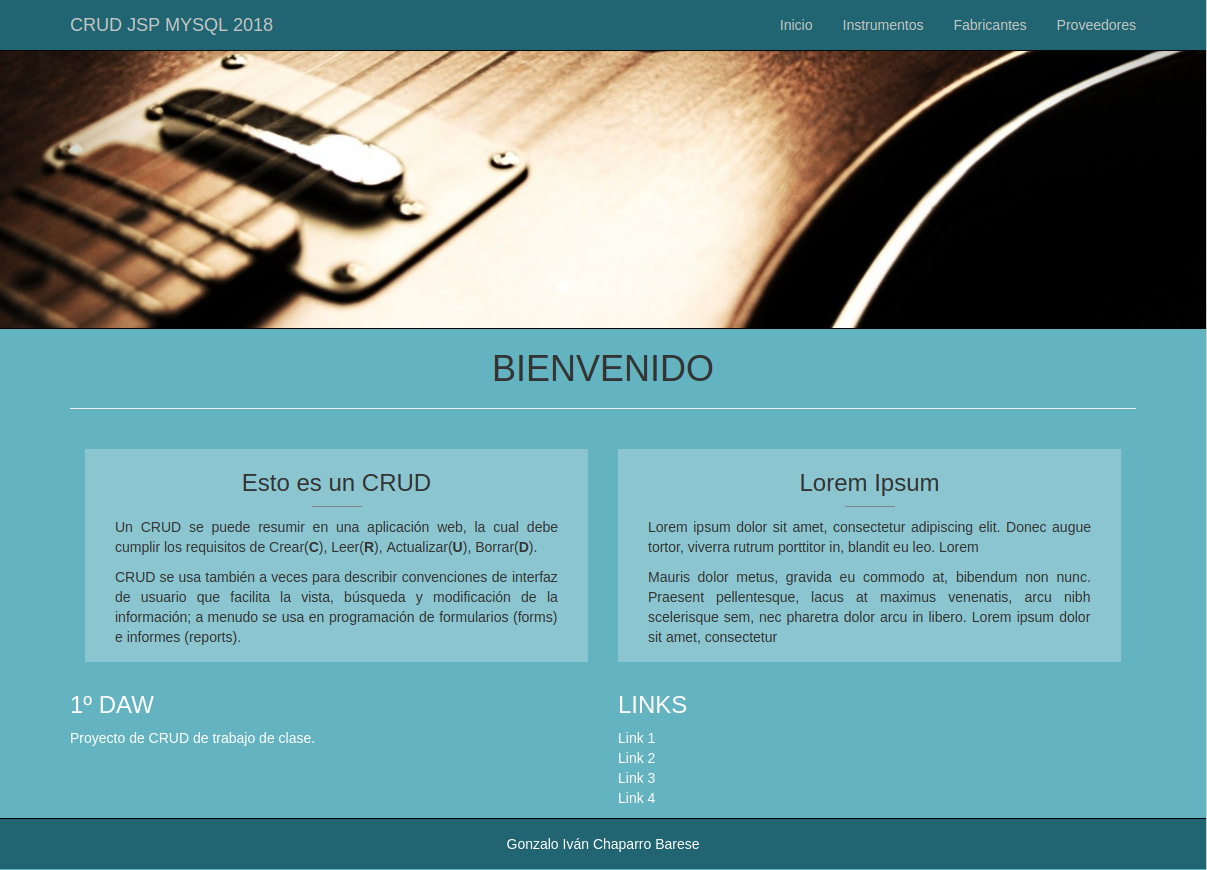 CRUD JSP MYSQL 2018
Inicio Instrumentos Fabricantes Proveedores
BIENVENIDO
Esto es un CRUD
Un CRUD se puede resumir en una aplicación web, la cual debe
cumplir los requisitos de Crear(C), Leer(R), Actualizar(U), Borrar(D).
CRUD se usa también a veces para describir convenciones de interfaz
de usuario que facilita la vista, búsqueda y modificación de la
información; a menudo se usa en programación de formularios (forms)
e informes (reports).
Lorem Ipsum
Lorem ipsum dolor sit amet, consectetur adipiscing elit. Donec augue
tortor, viverra rutrum porttitor in, blandit eu leo. Lorem
Mauris dolor metus, gravida eu commodo at, bibendum non nunc.
Praesent pellentesque, lacus at maximus venenatis, arcu nibh
scelerisque sem, nec pharetra dolor arcu in libero. Lorem ipsum dolor
sit amet, consectetur
1º DAW
Proyecto de CRUD de trabajo de clase.
LINKS
Link 1
Link 2
Link 3
Link 4
Gonzalo Iván Chaparro Barese